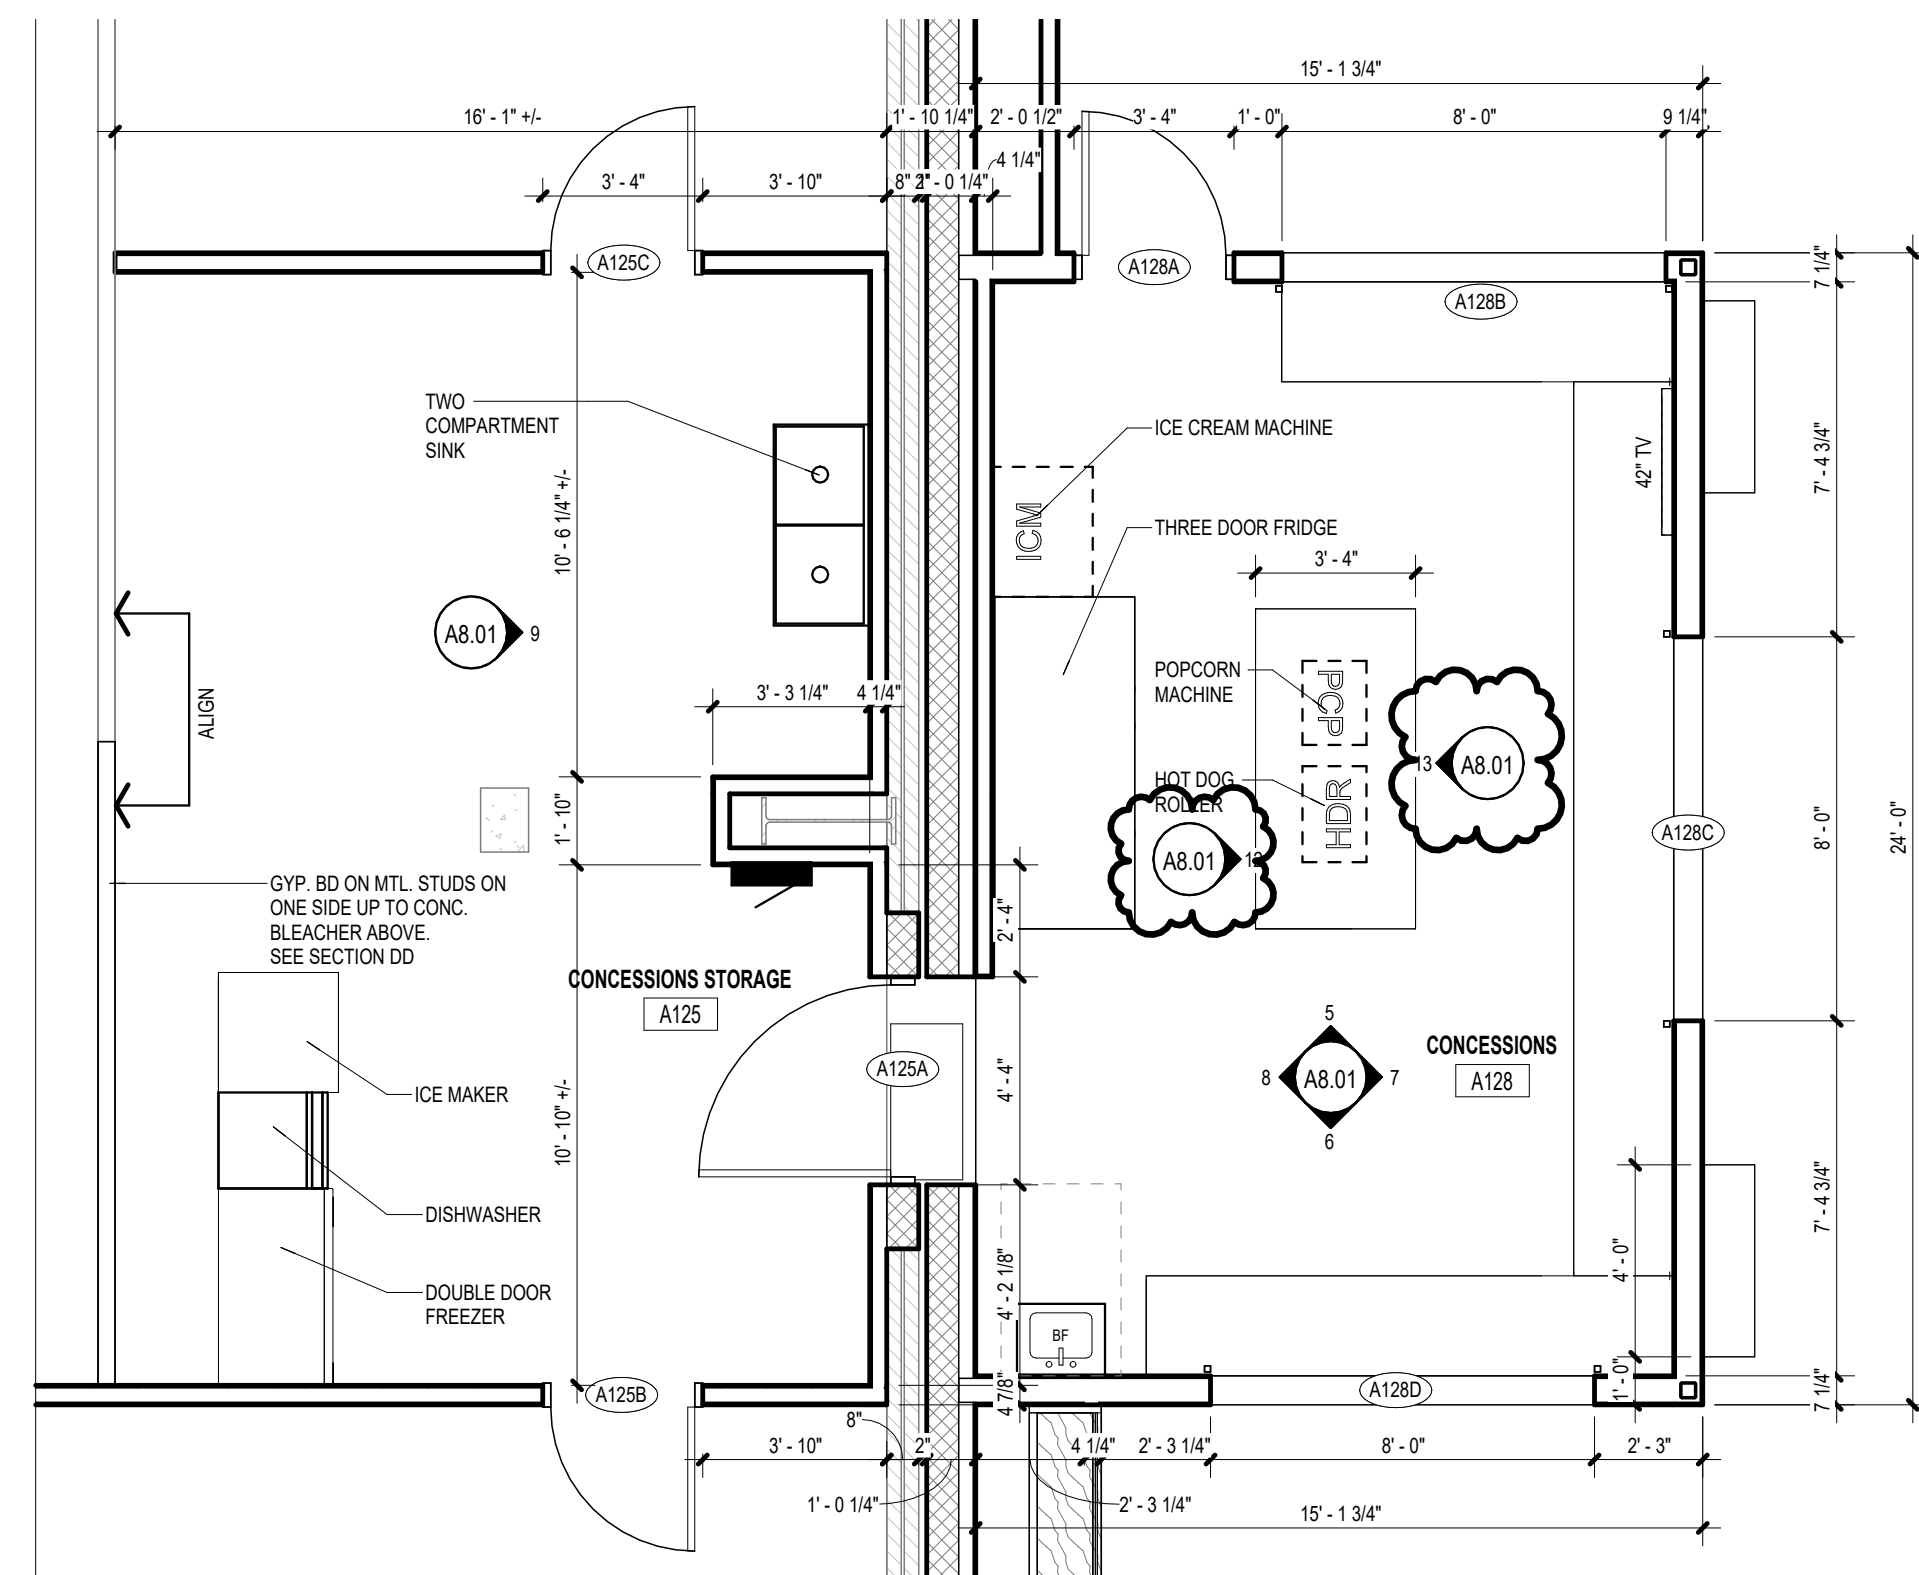 15' - 1 3/4"
16' - 1" +/-
1' - 10 1/4"
2' - 0 1/2"
3' - 4"
1' - 0"
8' - 0"
9 1/4"
4 1/4"
3' - 4"
3' - 10"
8"
2"
1' - 0 1/4"
A125C
A128A
A128B
7 1/4"
TWO
COMPARTMENT
SINK
ICE CREAM MACHINE
42" TV
7' - 4 3/4"
10' - 6 1/4" +/-
ICM
THREE DOOR FRIDGE
3' - 4"
A8.01
9
ALIGN
3' - 3 1/4"
4 1/4"
POPCORN
MACHINE
PCP
13
A8.01
HOT DOG
ROLLER
HDR
A8.01
12
1' - 10"
A128C
8' - 0"
24' - 0"
GYP. BD ON MTL. STUDS ON
ONE SIDE UP TO CONC.
BLEACHER ABOVE.
SEE SECTION DD
2' - 4"
CONCESSIONS STORAGE
A125
5
8
A8.01
7
6
CONCESSIONS
A128
A125A
4' - 4"
ICE MAKER
10' - 10" +/-
DISHWASHER
7' - 4 3/4"
4' - 0"
4' - 2 1/8"
DOUBLE DOOR
FREEZER
BF
A125B
4 7/8"
A128D
1' - 0"
7 1/4"
8"
3' - 10"
2"
4 1/4"
2' - 3 1/4"
8' - 0"
2' - 3"
1' - 0 1/4"
2' - 3 1/4"
15' - 1 3/4"